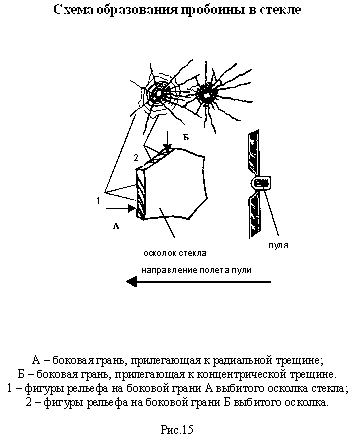 Схема образования пробоины в стекле
Б
2
1
А
пуля
осколок стекла
направление полета пули
А – боковая грань, прилегающая к радиальной трещине;
Б – боковая грань, прилегающая к концентрической трещине.
1 – фигуры рельефа на боковой грани А выбитого осколка стекла;
2 – фигуры рельефа на боковой грани Б выбитого осколка.
Рис.15